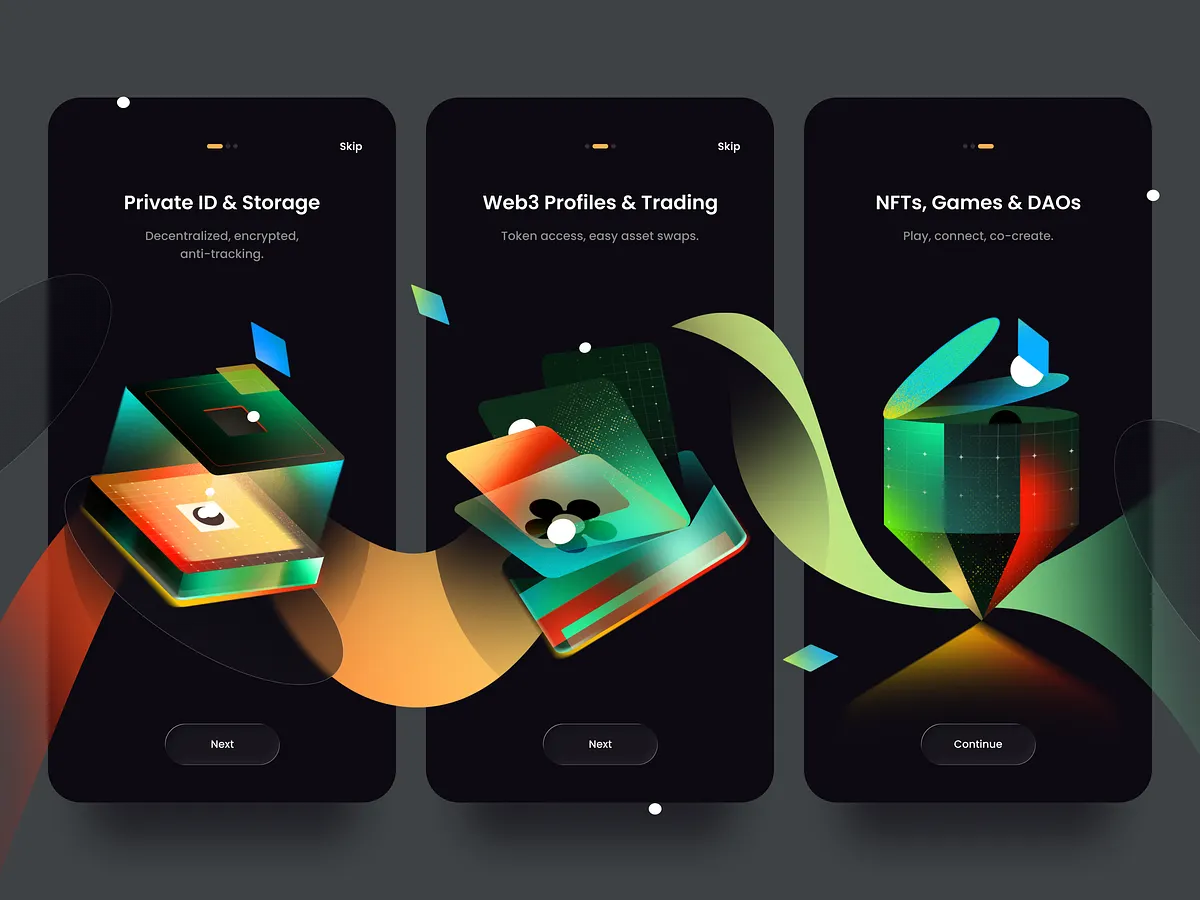 Skip
Private ID & Storage
Decentralized, encrypted,
anti-tracking.
Next
Skip
Web3 Profiles & Trading
Token access, easy asset swaps.
Next
NFTs, Games & DAOs
Play, connect, co-create.
Continue